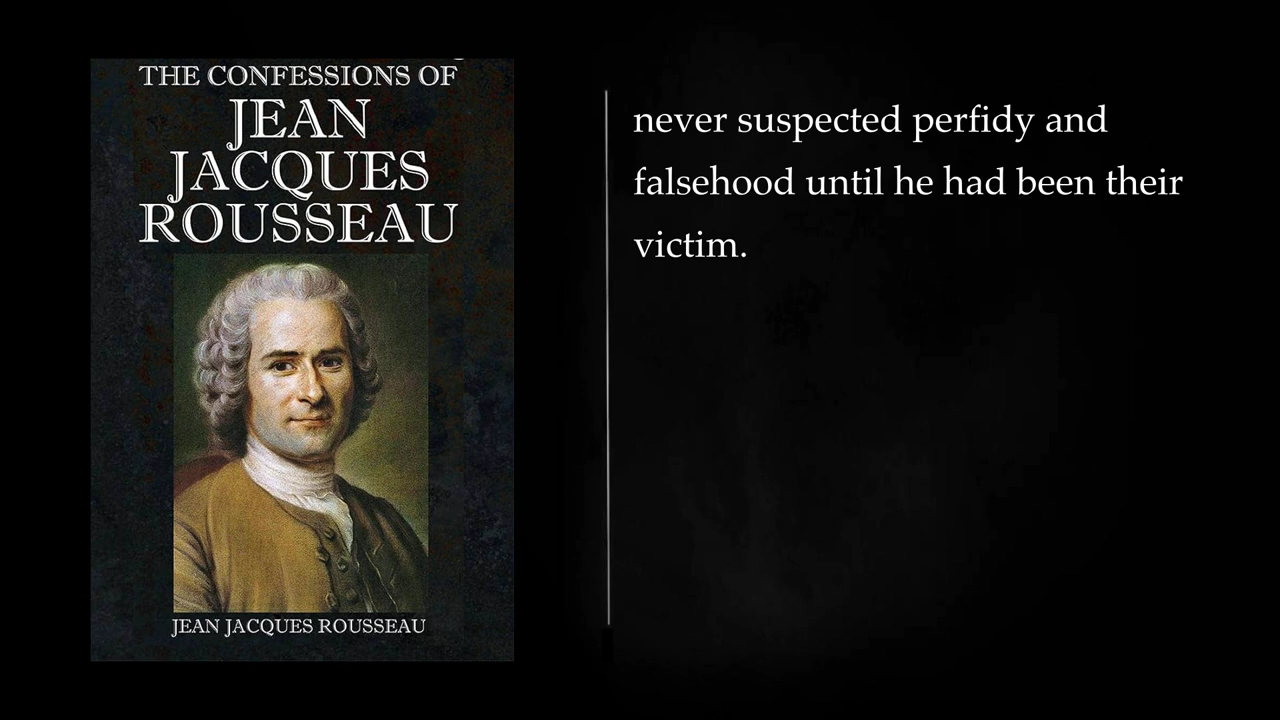 THE CONFESSIONS OF
JEAN
JACQUES
ROUSSEAU
JEAN JACQUES ROUSSEAU
never suspected perfidy and
falsehood until he had been their
victim.